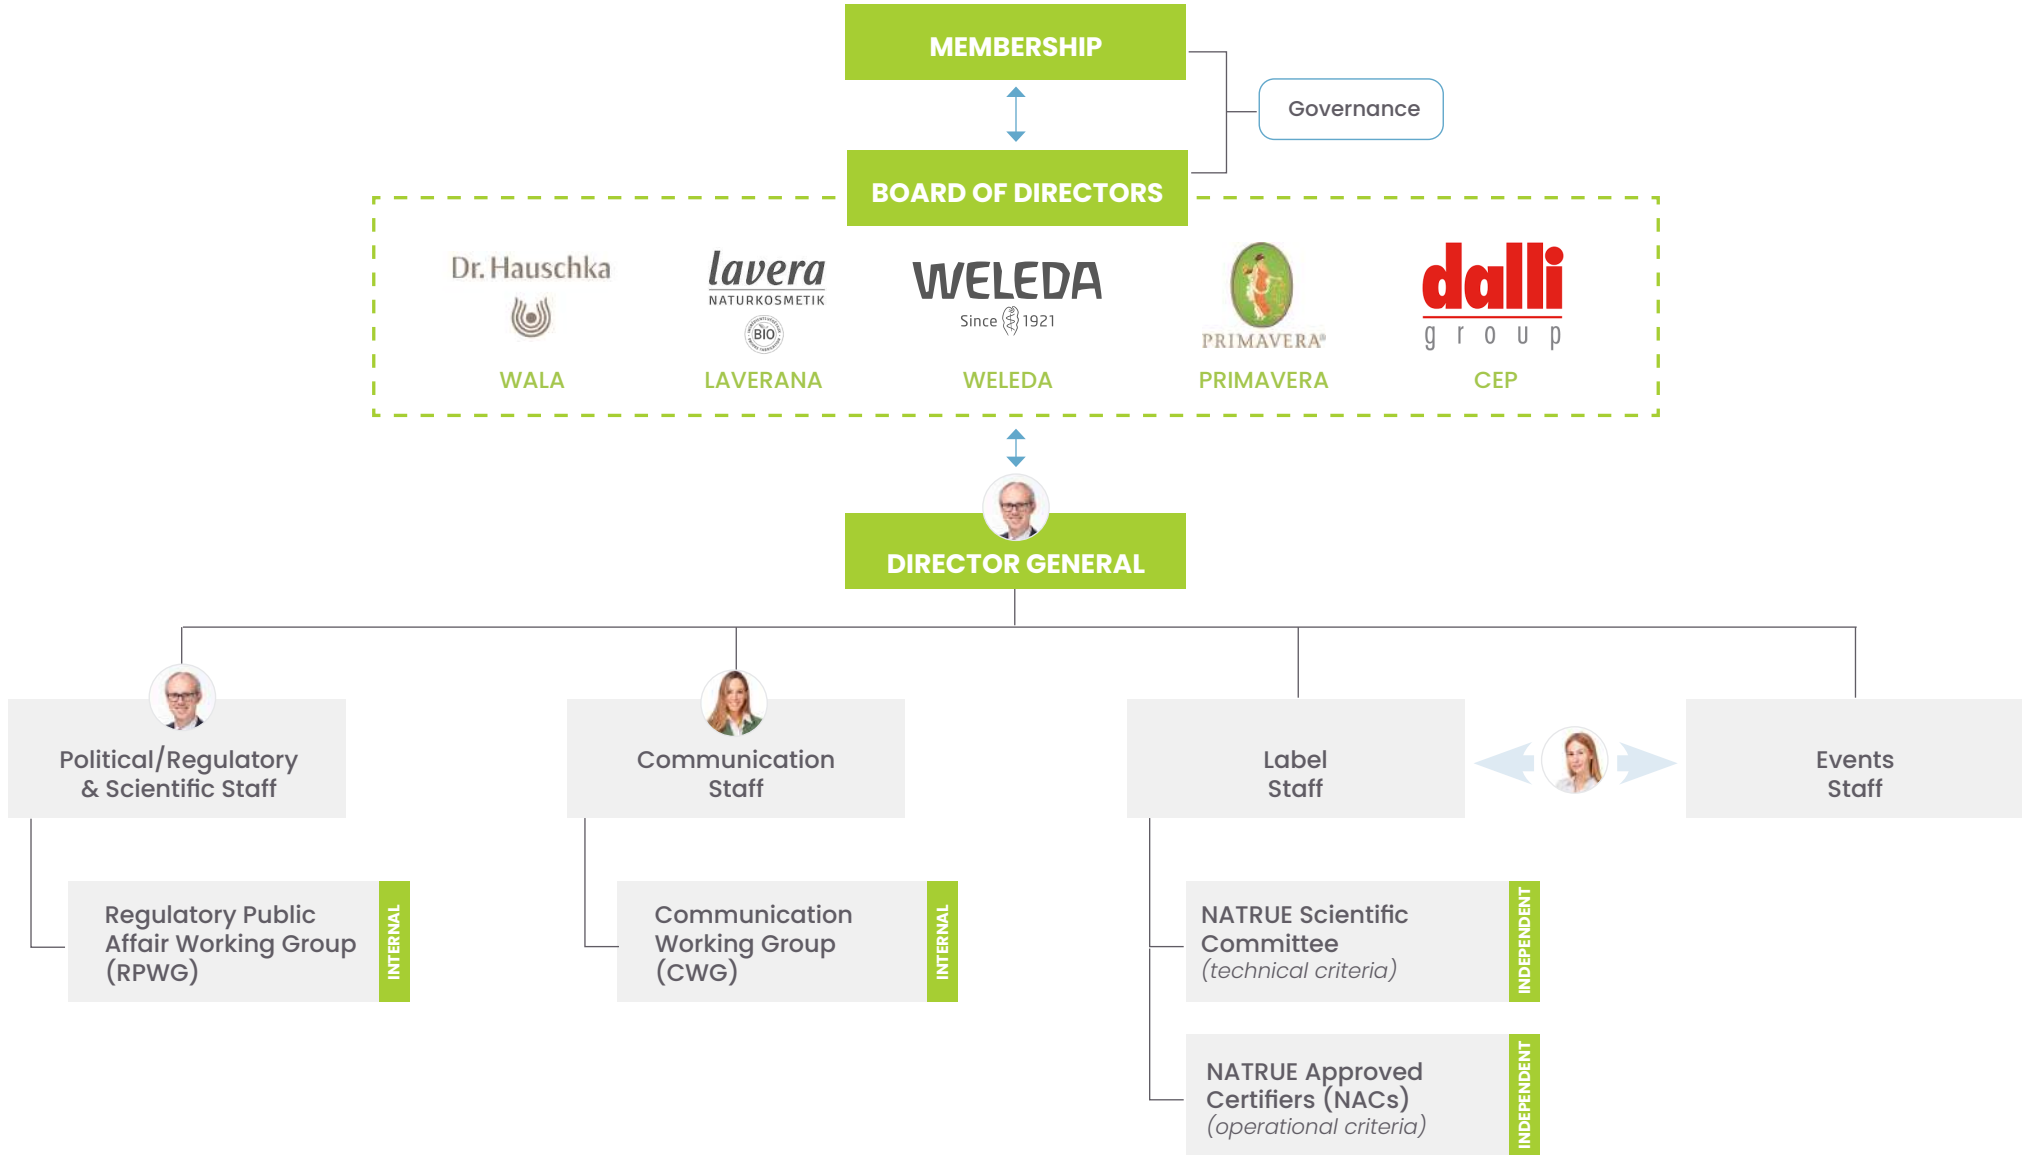 MEMBERSHIP
Governance
BOARD OF DIRECTORS
Dr. Hauschka
lavera
NATURKOSMETIK
BIO
WELEDA
Since 1921
PRIMAVERA®
dalli
group
WALA
LAVERANA
WELEDA
PRIMAVERA
CEP
DIRECTOR GENERAL
Political/Regulatory
& Scientific Staff
Communication
Staff
Label
Staff
Events
Staff
Regulatory Public
Affair Working Group
(RPWG)
INTERNAL
Communication
Working Group
(CWG)
INTERNAL
NATRUE Scientific
Committee
(technical criteria)
INDEPENDENT
NATRUE Approved
Certifiers (NACs)
(operational criteria)
INDEPENDENT